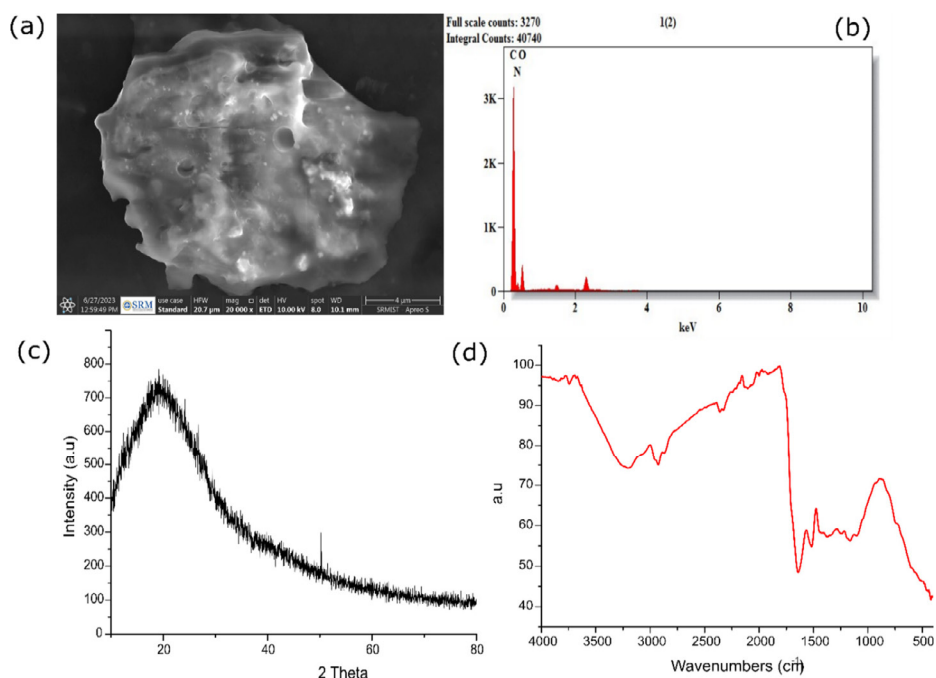 (a)
6/27/2023
12:59:49 PM
SRM
use case
Standard
HFW
20.7 µm
mag
20 000 x
det
ETD
HV
10.00 kV
spot
8.0
WD
10.1 mm
4 µm
SRMIST Apreo S
Full scale counts: 3270
Integral Counts: 40740
1(2)
(b)
C O
N
3K
2K
1K
0
0
2
4
6
8
10
keV
(c)
800
700
600
500
400
300
200
100
0
Intensity (a.u)
20
40
60
80
2 Theta
(d)
100
90
80
70
60
50
40
a.u
4000
3500
3000
2500
2000
1500
1000
500
Wavenumbers (cm-1)